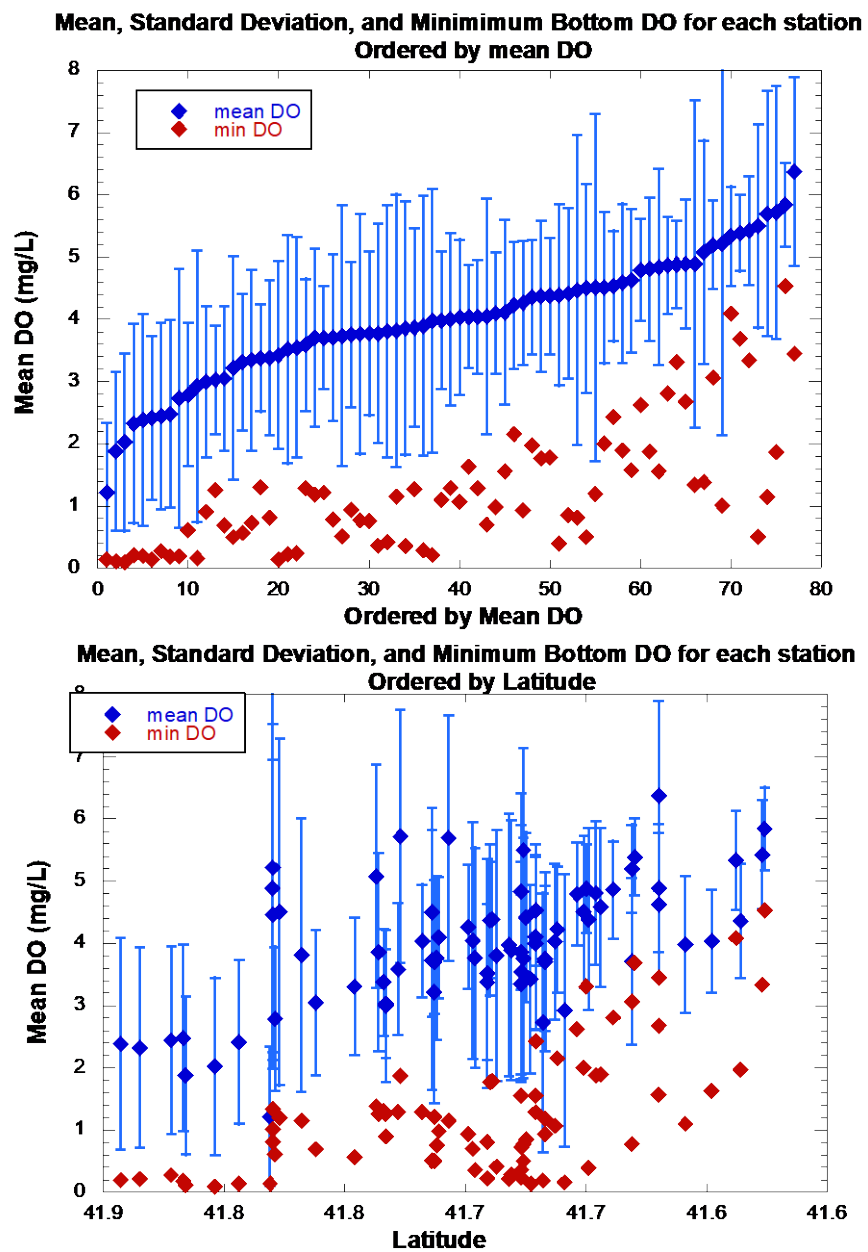 Mean, Standard Deviation, and Minimimum Bottom DO for each station
Ordered by mean DO
8
mean DO
min DO
7
6
5
4
3
2
1
0
Mean DO (mg/L)
0 10 20 30 40 50 60 70 80
Ordered by Mean DO
Mean, Standard Deviation, and Minimum Bottom DO for each station
Ordered by Latitude
8
mean DO
min DO
7
6
5
4
3
2
1
0
Mean DO (mg/L)
41.9 41.8 41.8 41.7 41.7 41.6 41.6
Latitude